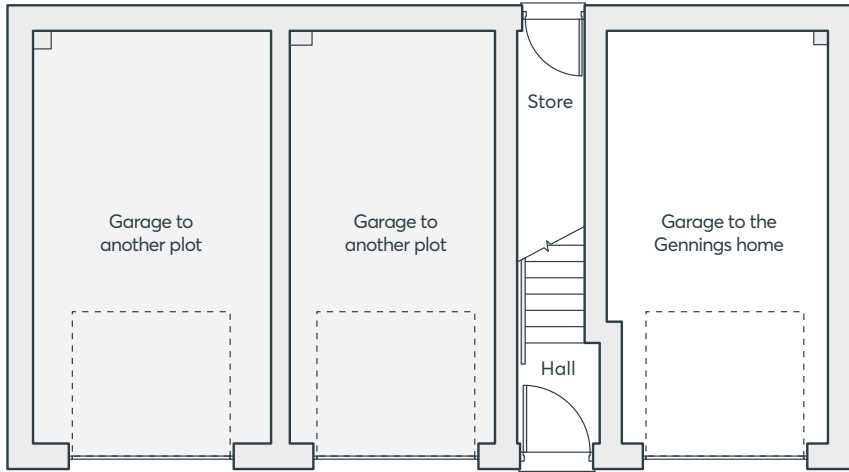 Store
Garage to
another plot
Garage to
another plot
Garage to the
Gennings home
Hall